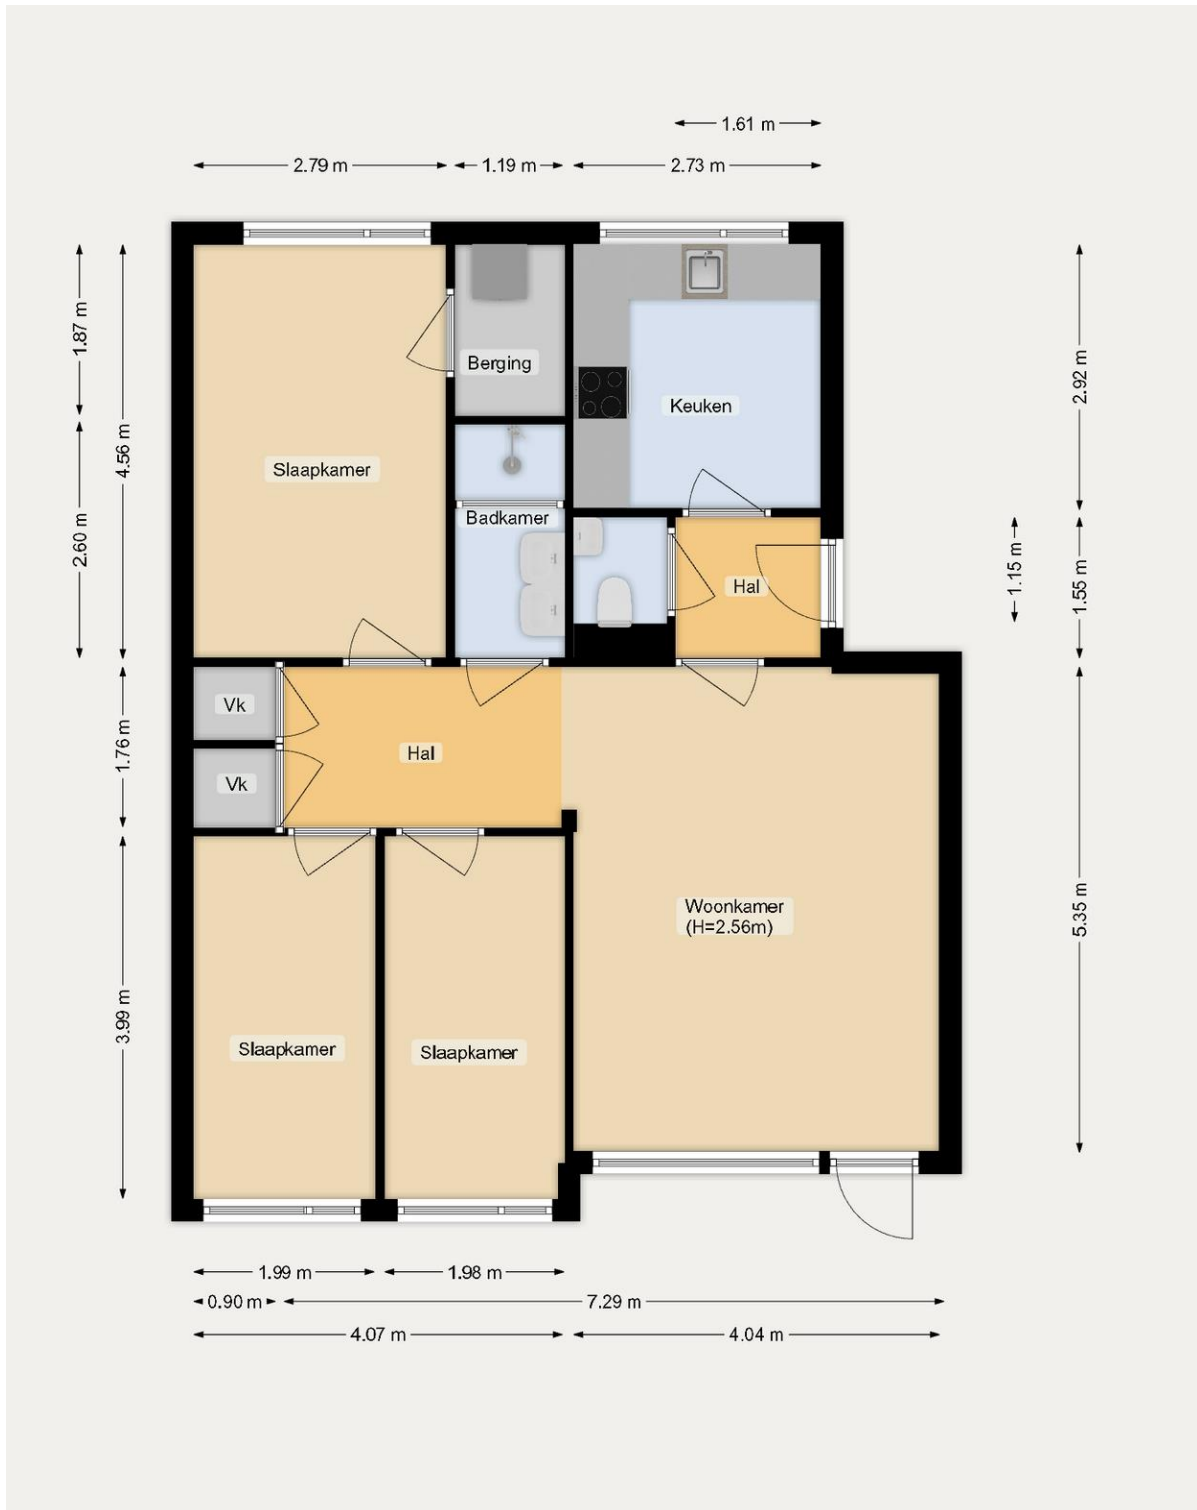 1.61 m
2.79 m
1.19 m
2.73 m
1.87 m
4.56 m
2.60 m
2.92 m
1.15 m
1.55 m
Berging
Keuken
Slaapkamer
Badkamer
Hal
1.76 m
Vk
Hal
Vk
3.99 m
5.35 m
Woonkamer
(H=2.56m)
Slaapkamer
Slaapkamer
1.99 m
1.98 m
0.90 m
7.29 m
4.07 m
4.04 m